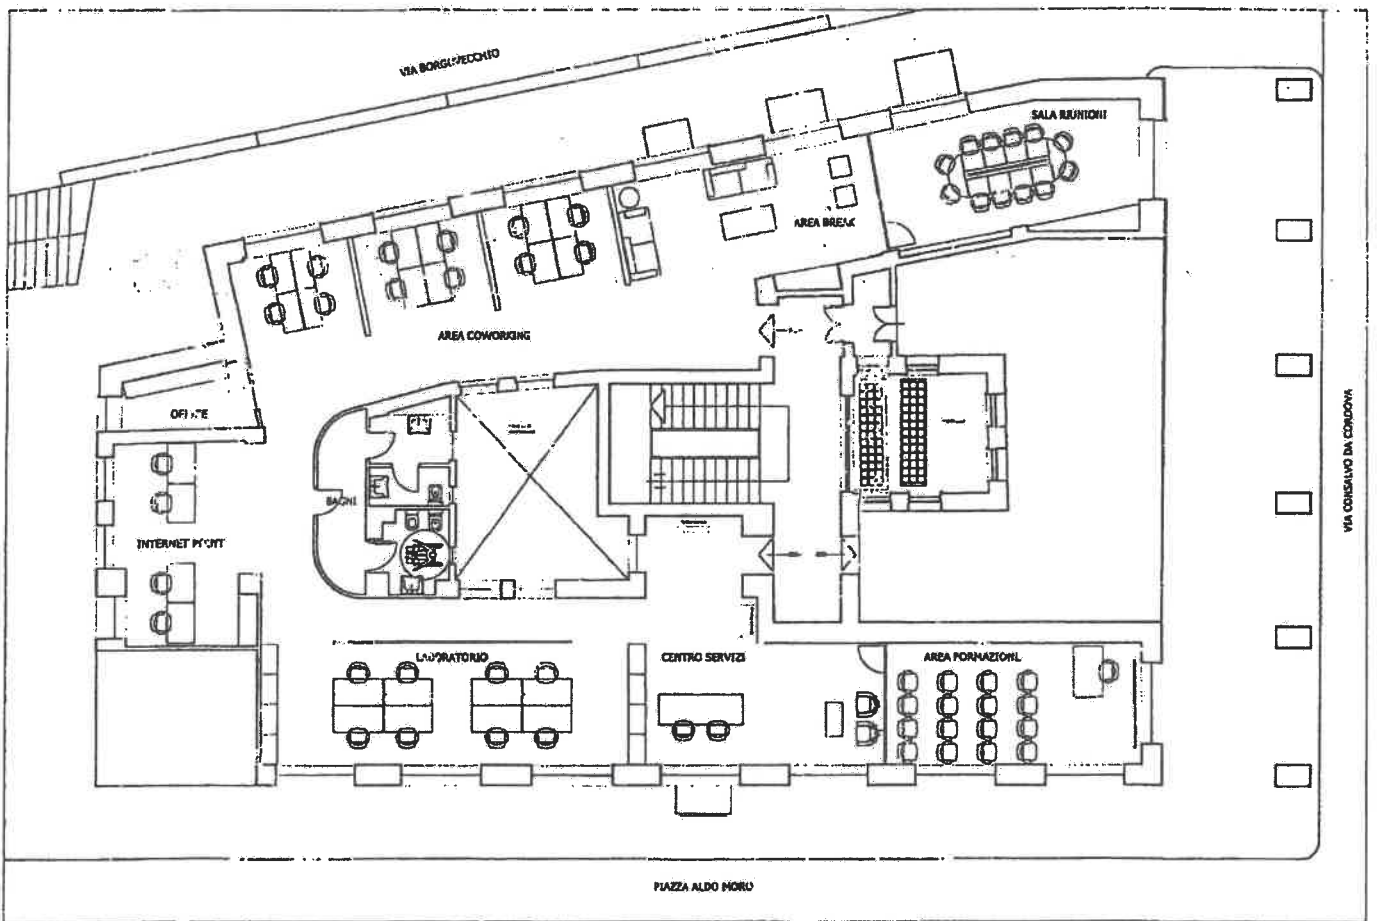 VIA BORGOVECCHIO
SALA RIUNIONI
AREA BREAK
AREA COWORKING
OFFICE
BAGNI
INTERNET POINT
VIA CONSALVO DA CORDOVA
LABORATORIO
CENTRO SERVIZI
AREA FORMAZIONE
PIAZZA ALDO MORO